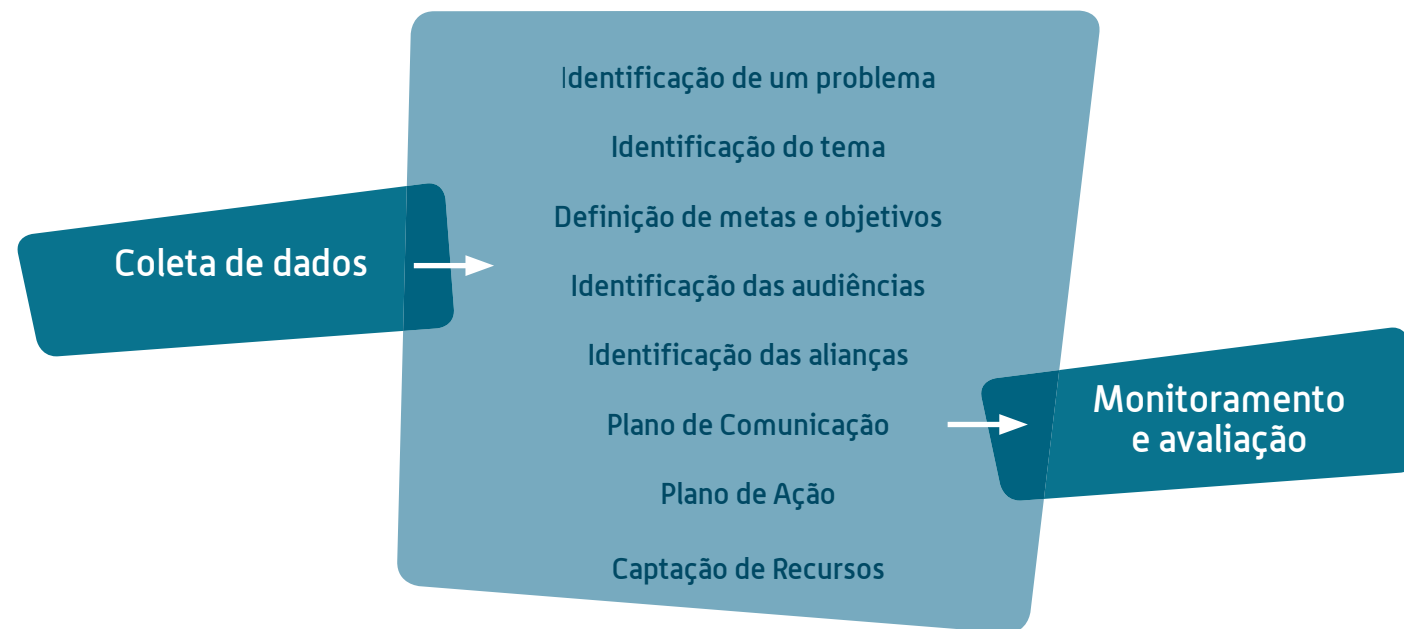 Coleta de dados
Identificação de um problema
Identificação do tema
Definição de metas e objetivos
Identificação das audiências
Identificação das alianças
Plano de Comunicação
Plano de Ação
Captação de Recursos
Monitoramento
e avaliação